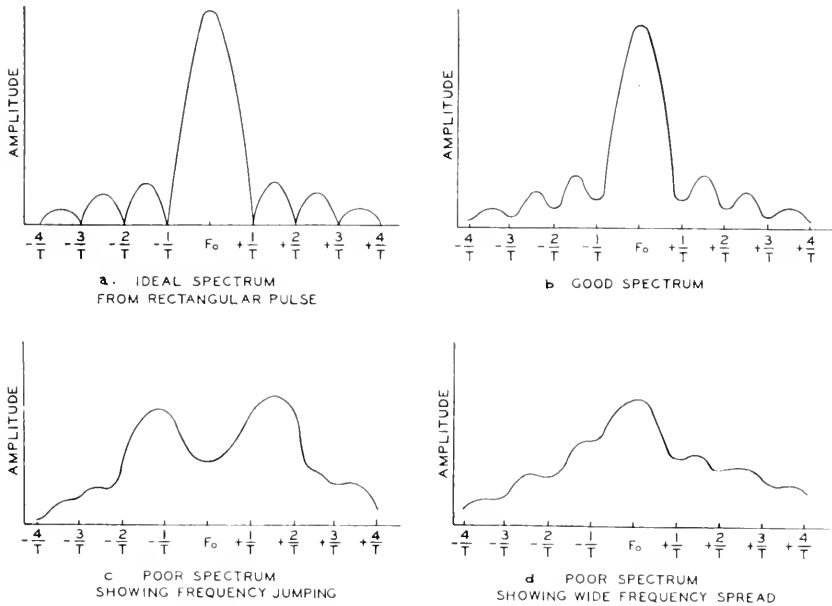 AMPLITUDE
-4/T -3/T -2/T -1/T F₀ +1/T +2/T +3/T +4/T
a. IDEAL SPECTRUM
FROM RECTANGULAR PULSE
AMPLITUDE
-4/T -3/T -2/T -1/T F₀ +1/T +2/T +3/T +4/T
b GOOD SPECTRUM
AMPLITUDE
-4/T -3/T -2/T -1/T F₀ +1/T +2/T +3/T +4/T
c POOR SPECTRUM
SHOWING FREQUENCY JUMPING
AMPLITUDE
-4/T -3/T -2/T -1/T F₀ +1/T +2/T +3/T +4/T
d POOR SPECTRUM
SHOWING WIDE FREQUENCY SPREAD